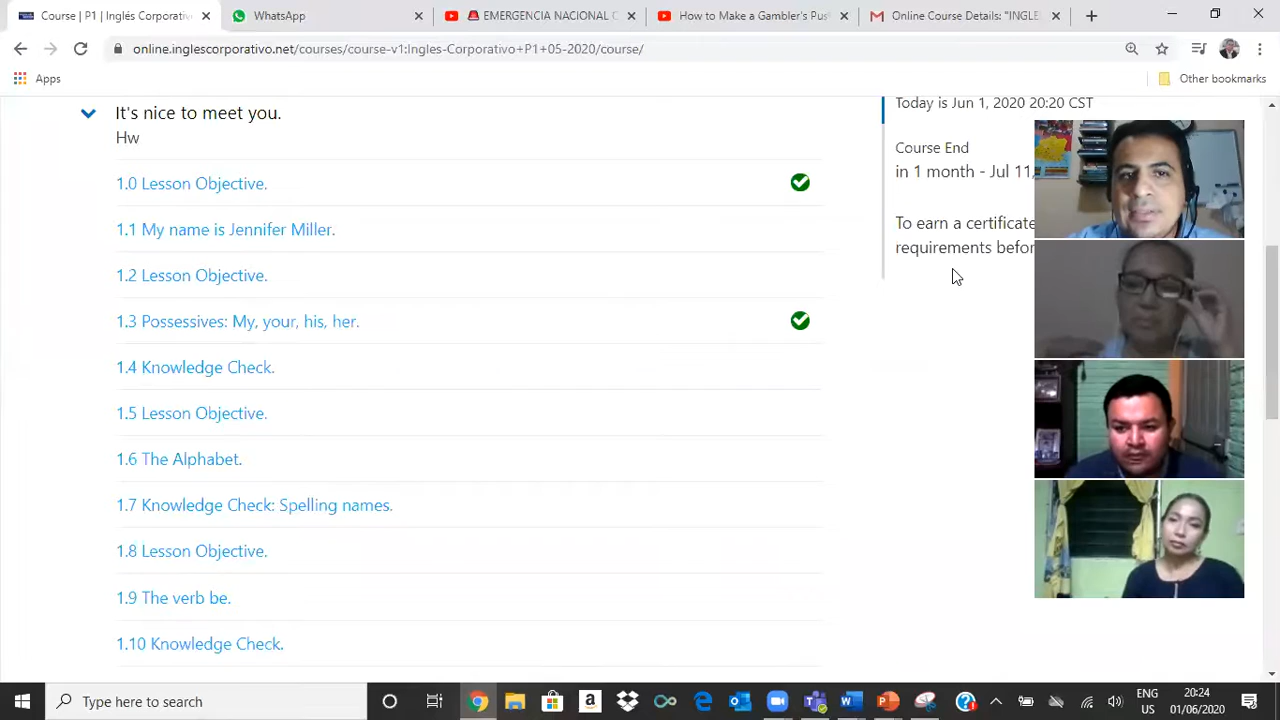 Course | P1 | Inglés Corporativ
WhatsApp
EMERGENCIA NACIONAL
How to Make a Gambler's Pus
Online Course Details: "INGLE
online.inglescorporativo.net/courses/course-v1:Ingles-Corporativo+P1+05-2020/course/
Apps
Other bookmarks
It's nice to meet you.
Hw
1.0 Lesson Objective.
1.1 My name is Jennifer Miller.
1.2 Lesson Objective.
1.3 Possessives: My, your, his, her.
1.4 Knowledge Check.
1.5 Lesson Objective.
1.6 The Alphabet.
1.7 Knowledge Check: Spelling names.
1.8 Lesson Objective.
1.9 The verb be.
1.10 Knowledge Check.
Today is Jun 1, 2020 20:20 CST
Course End
in 1 month - Jul 11,
To earn a certificate
requirements befor
Type here to search
ENG
US
20:24
01/06/2020